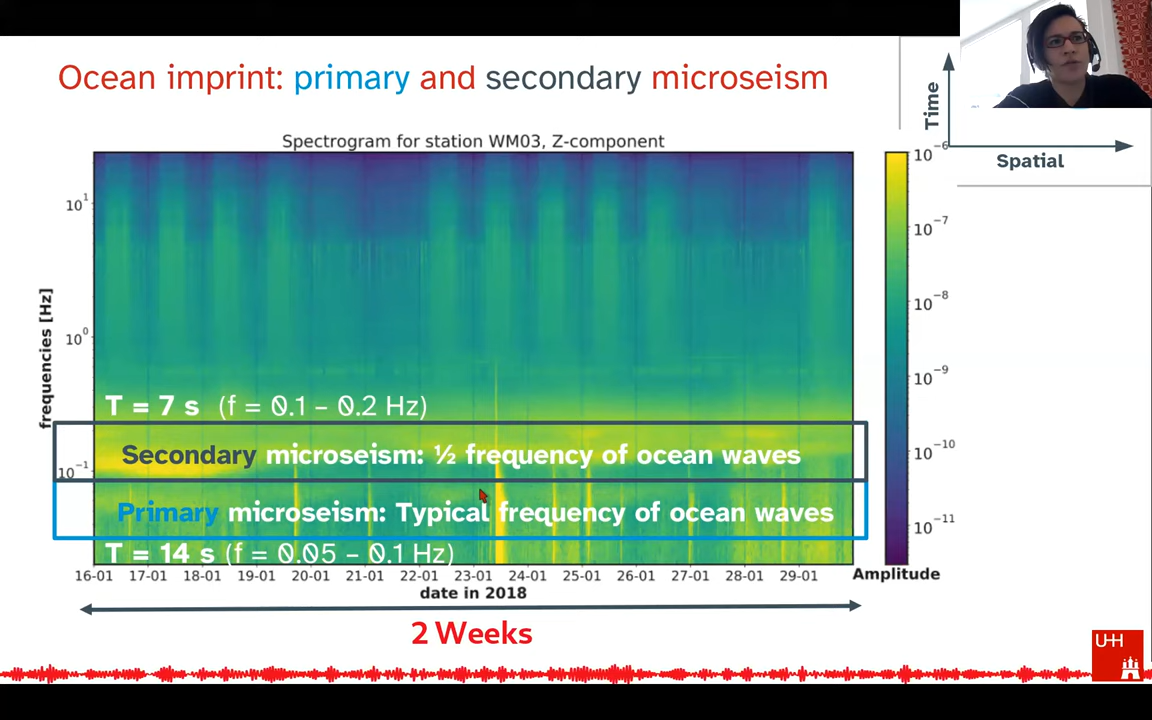 Ocean imprint: primary and secondary microseism
Time
Spatial
Spectrogram for station WM03, Z-component
frequencies [Hz]
10¹
10⁰
10⁻¹
T = 7 s (f = 0.1 – 0.2 Hz)
Secondary microseism: ½ frequency of ocean waves
Primary microseism: Typical frequency of ocean waves
T = 14 s (f = 0.05 – 0.1 Hz)
16-01 17-01 18-01 19-01 20-01 21-01 22-01 23-01 24-01 25-01 26-01 27-01 28-01 29-01
date in 2018
10⁻⁶
10⁻⁷
10⁻⁸
10⁻⁹
10⁻¹⁰
10⁻¹¹
Amplitude
2 Weeks
UHH